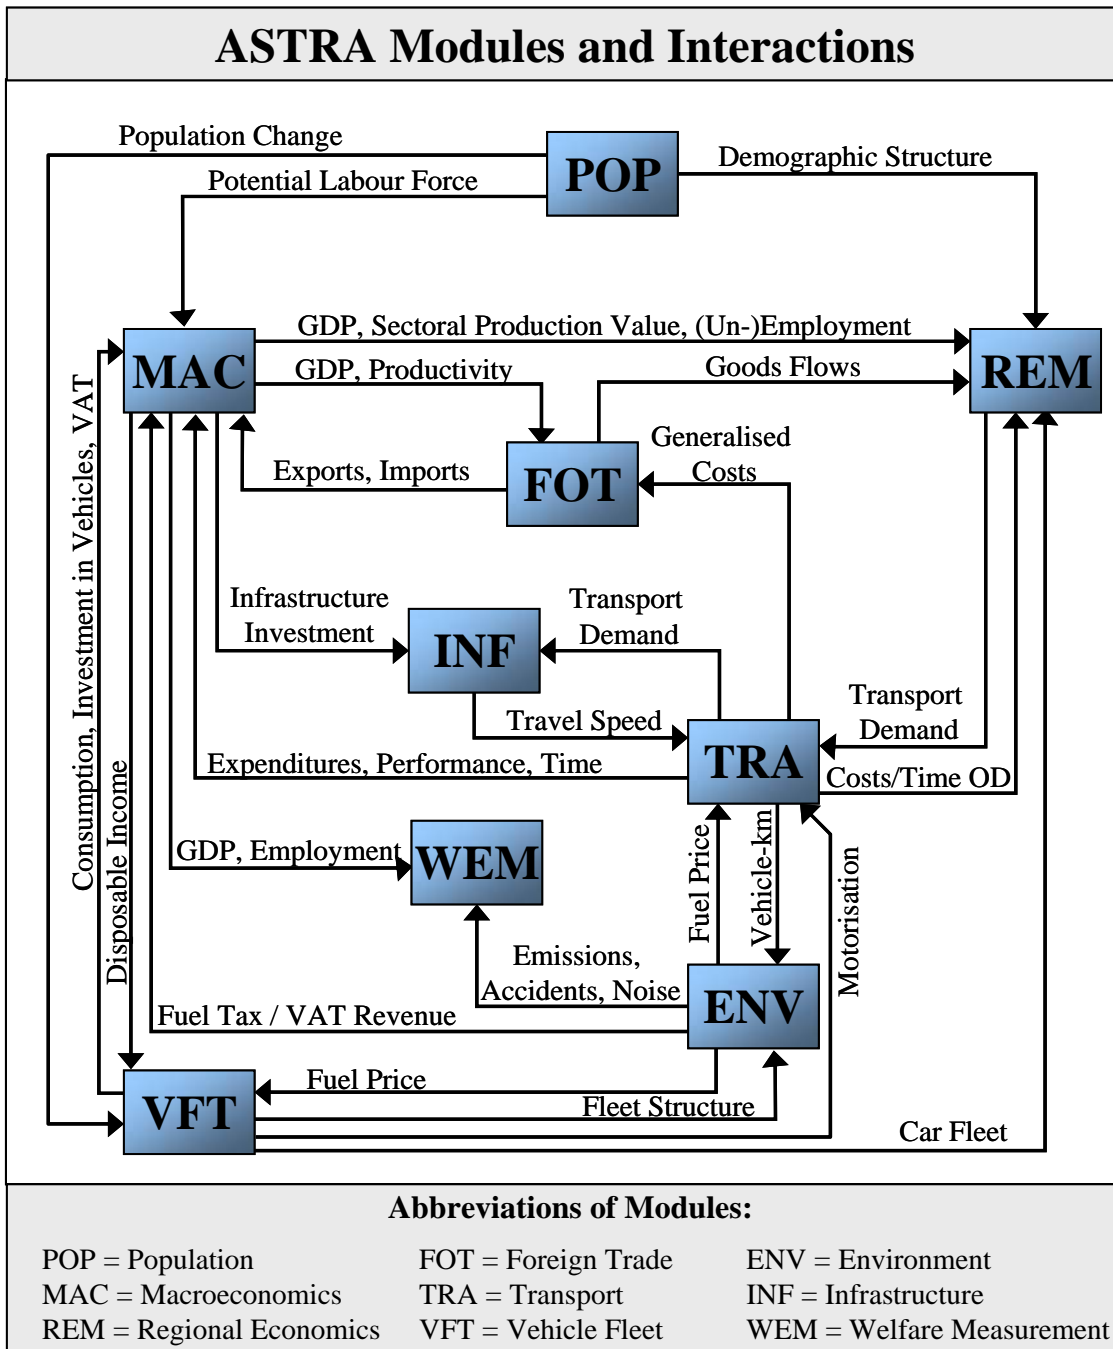 ASTRA Modules and Interactions
Population Change
POP
Demographic Structure
Potential Labour Force
GDP, Sectoral Production Value, (Un-)Employment
MAC
REM
GDP, Productivity
Goods Flows
Generalised
Costs
Exports, Imports
FOT
Consumption, Investment in Vehicles, VAT
Disposable Income
Infrastructure
Investment
INF
Transport
Demand
Travel Speed
Transport
Demand
TRA
Expenditures, Performance, Time
Costs/Time OD
GDP, Employment
WEM
Fuel Price
Vehicle-km
Motorisation
Emissions,
Accidents, Noise
ENV
Fuel Tax / VAT Revenue
Fuel Price
VFT
Fleet Structure
Car Fleet
Abbreviations of Modules:
POP = Population
FOT = Foreign Trade
ENV = Environment
MAC = Macroeconomics
TRA = Transport
INF = Infrastructure
REM = Regional Economics
VFT = Vehicle Fleet
WEM = Welfare Measurement